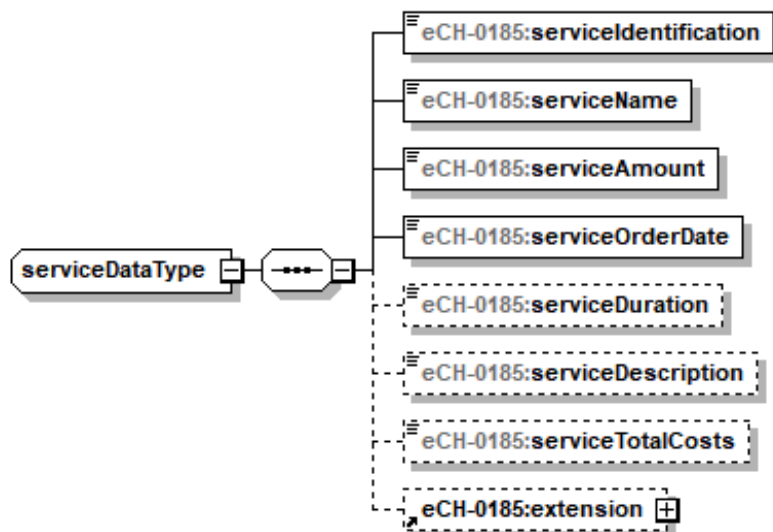 eCH-0185:serviceIdentification
eCH-0185:serviceName
eCH-0185:serviceAmount
eCH-0185:serviceOrderDate
serviceDataType
eCH-0185:serviceDuration
eCH-0185:serviceDescription
eCH-0185:serviceTotalCosts
eCH-0185:extension